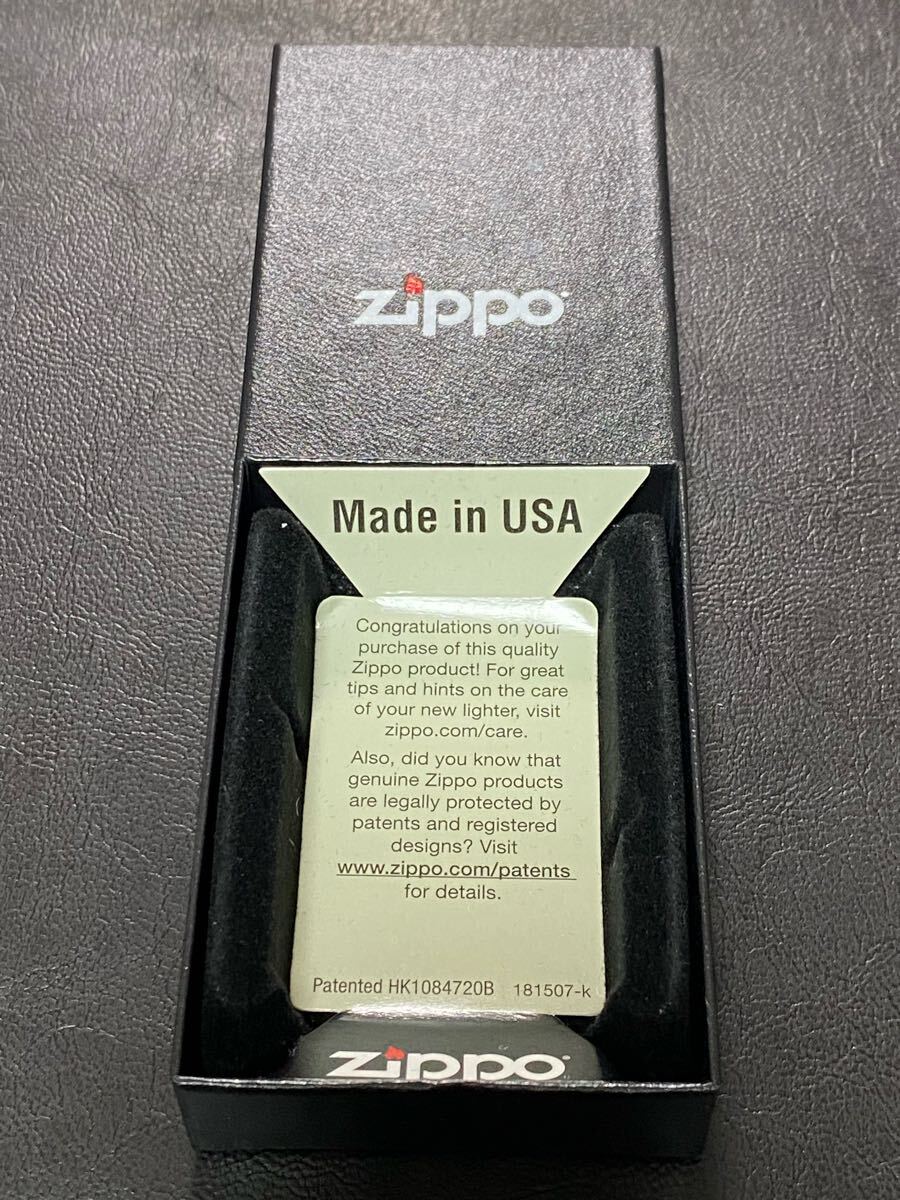 zippo
Made in USA
Congratulations on your
purchase of this quality
Zippo product! For great
tips and hints on the care
of your new lighter, visit
zippo.com/care.
Also, did you know that
genuine Zippo products
are legally protected by
patents and registered
designs? Visit
www.zippo.com/patents
for details.
Patented HK1084720B 181507-k
zippo